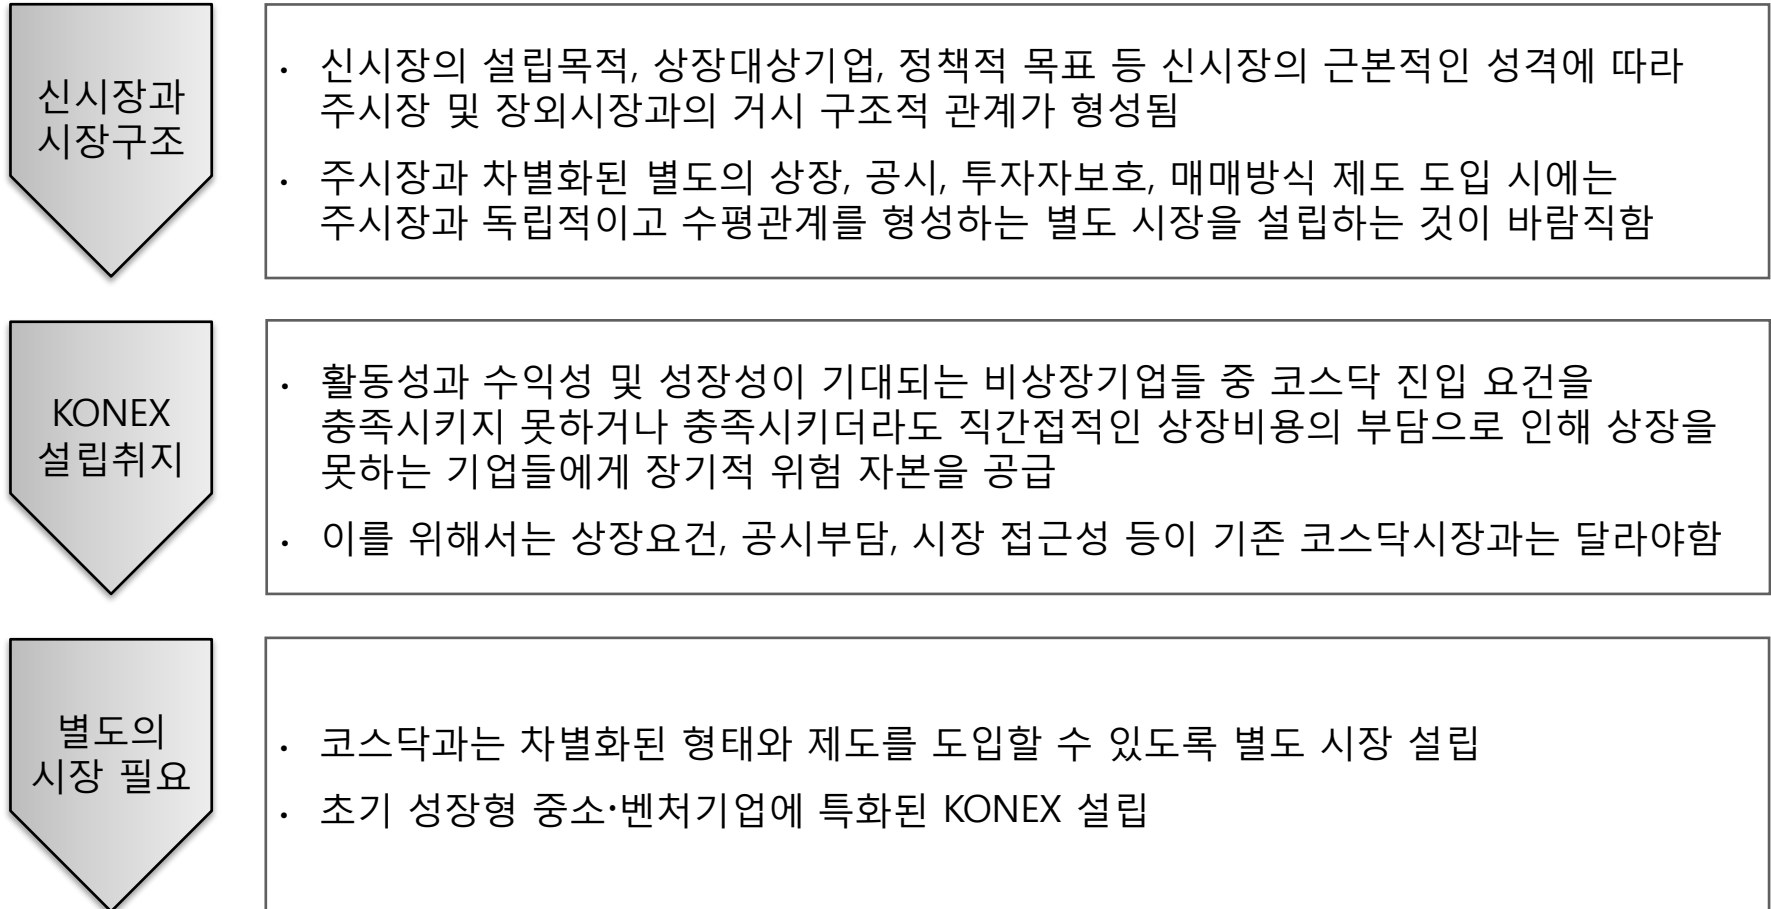 신시장과
시장구조
· 신시장의 설립목적, 상장대상기업, 정책적 목표 등 신시장의 근본적인 성격에 따라
주시장 및 장외시장과의 거시 구조적 관계가 형성됨
· 주시장과 차별화된 별도의 상장, 공시, 투자자보호, 매매방식 제도 도입 시에는
주시장과 독립적이고 수평관계를 형성하는 별도 시장을 설립하는 것이 바람직함
KONEX
설립취지
· 활동성과 수익성 및 성장성이 기대되는 비상장기업들 중 코스닥 진입 요건을
충족시키지 못하거나 충족시키더라도 직간접적인 상장비용의 부담으로 인해 상장을
못하는 기업들에게 장기적 위험 자본을 공급
· 이를 위해서는 상장요건, 공시부담, 시장 접근성 등이 기존 코스닥시장과는 달라야함
별도의
시장 필요
· 코스닥과는 차별화된 형태와 제도를 도입할 수 있도록 별도 시장 설립
· 초기 성장형 중소·벤처기업에 특화된 KONEX 설립